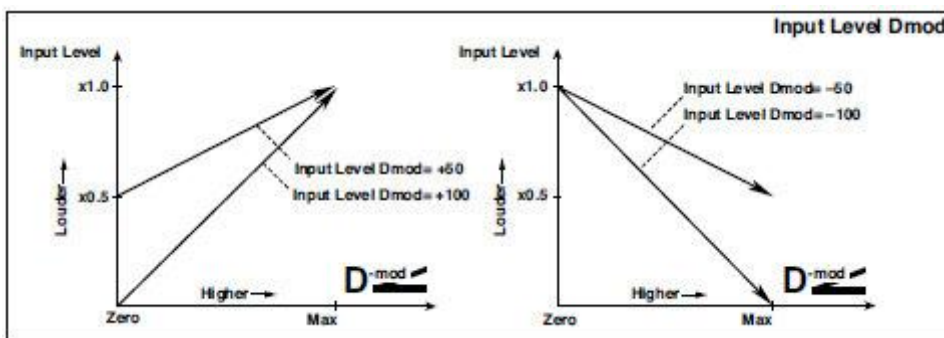 Input Level Dmod
Input Level
x1.0
Input Level Dmod= +50
Input Level Dmod= +100
x0.5
Louder
Higher
D-mod
Zero
Max
Input Level
x1.0
Input Level Dmod= −50
Input Level Dmod= −100
x0.5
Louder
Higher
D-mod
Zero
Max